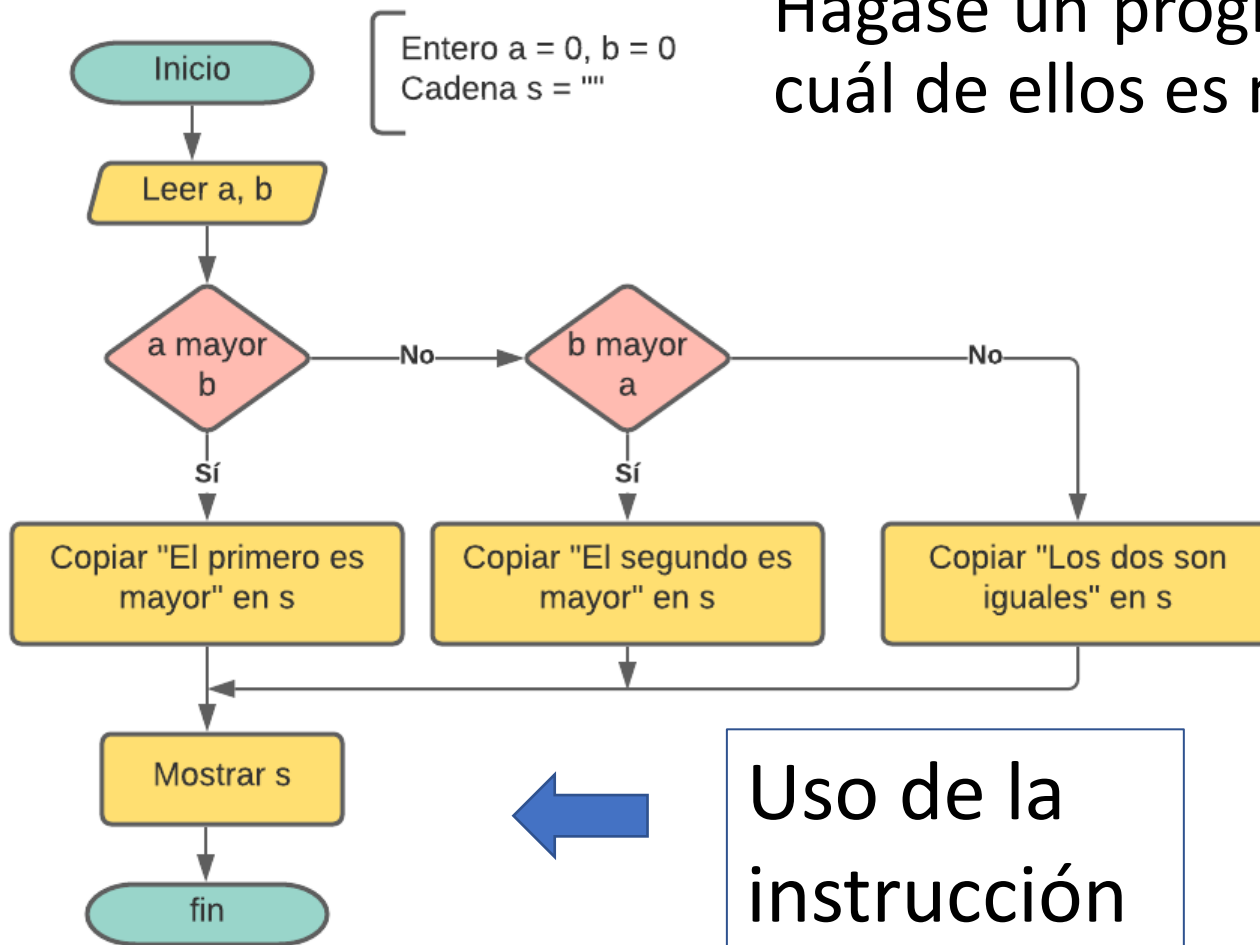 Hágase un
cuál de ellos es
Inicio
Entero a = 0, b = 0
Cadena s = ""
Leer a, b
a mayor
b
No
b mayor
a
No
Sí
Sí
Copiar "El primero es
mayor" en s
Copiar "El segundo es
mayor" en s
Copiar "Los dos son
iguales" en s
Mostrar s
Uso de la
instrucción
fin